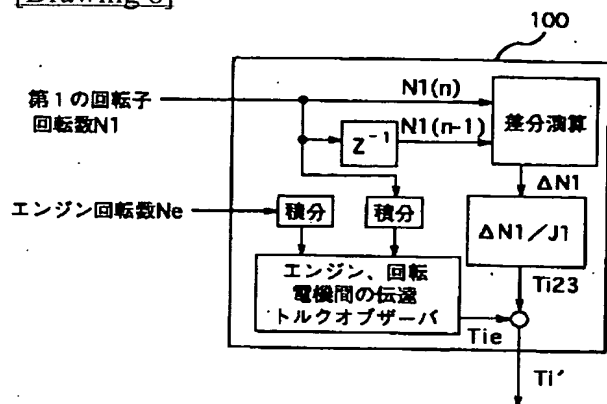 [Drawing 6]
100
第1の回転子
回転数N1
N1(n)
Z⁻¹
N1(n-1)
差分演算
ΔN1
エンジン回転数Ne
積分
積分
ΔN1/J1
エンジン、回転
電機間の伝達
トルクオブザーバ
Ti23
Tie
Ti´